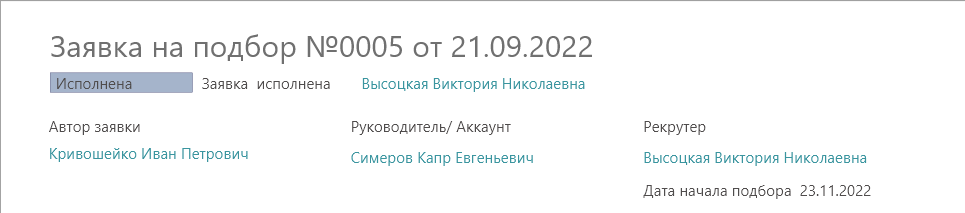 Заявка на подбор №0005 от 21.09.2022
Исполнена Заявка исполнена Высоцкая Виктория Николаевна
Автор заявки Руководитель/ Аккаунт Рекрутер
Кривошейко Иван Петрович Симеров Капр Евгеньевич Высоцкая Виктория Николаевна
Дата начала подбора 23.11.2022